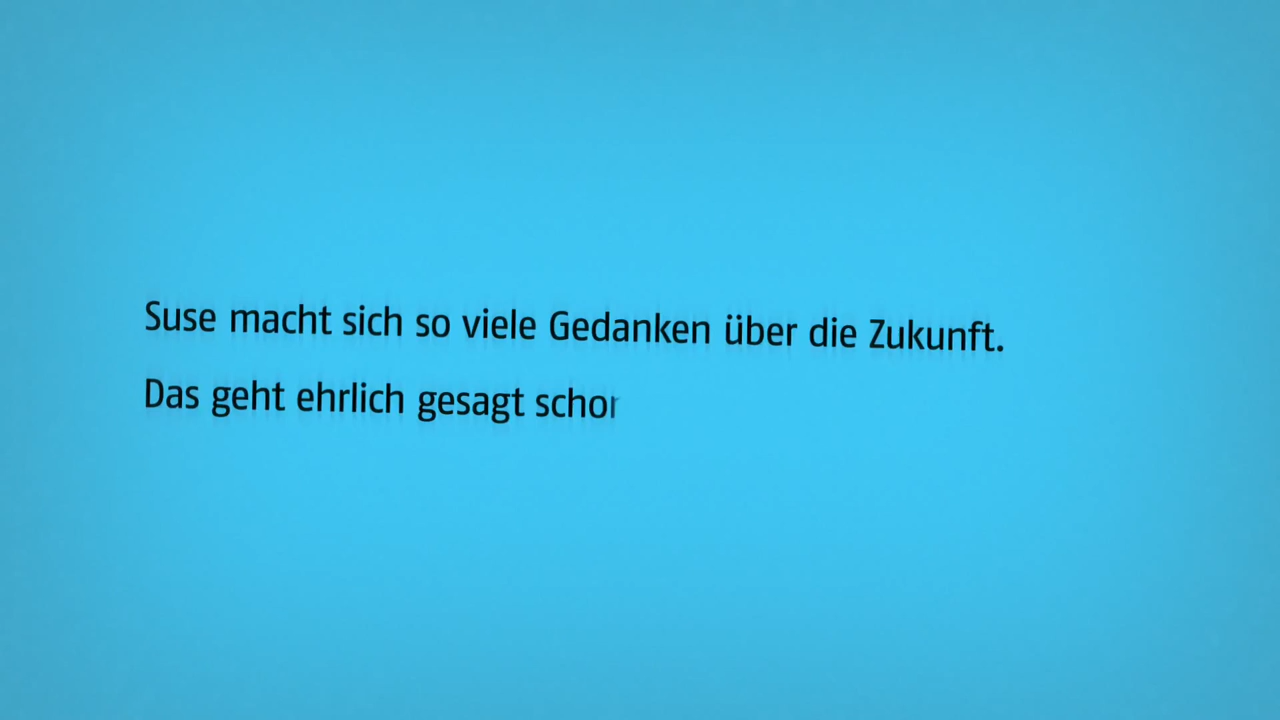 Suse macht sich so viele Gedanken über die Zukunft.
Das geht ehrlich gesagt